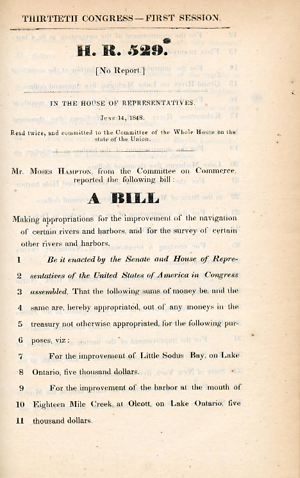 THIRTIETH CONGRESS—FIRST SESSION.
H. R. 529.
[No Report.]
IN THE HOUSE OF REPRESENTATIVES.
JUNE 14, 1848.
Read twice, and committed to the Committee of the Whole House on the
state of the Union.
Mr. MOSES HAMPTON, from the Committee on Commerce,
reported the following bill:
A BILL
Making appropriations for the improvement of the navigation
of certain rivers and harbors, and for the survey of certain
other rivers and harbors.
1 Be it enacted by the Senate and House of Repre-
2 sentatives of the United States of America in Congress
3 assembled, That the following sums of money be, and the
4 same are, hereby appropriated, out of any moneys in the
5 treasury not otherwise appropriated, for the following pur-
6 poses, viz:
7 For the improvement of Little Sodus Bay, on Lake
8 Ontario, five thousand dollars.
9 For the improvement of the harbor at the mouth of
10 Eighteen Mile Creek, at Olcott, on Lake Ontario, five
11 thousand dollars.